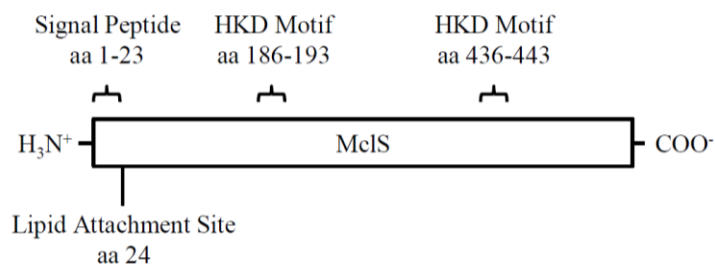 Signal Peptide HKD Motif HKD Motif
aa 1-23 aa 186-193 aa 436-443
H₃N⁺ MclS COO⁻
Lipid Attachment Site
aa 24